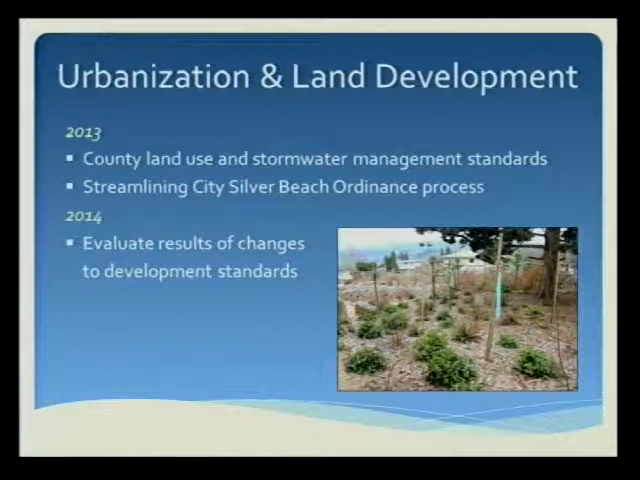 Urbanization & Land Development
2013
▪ County land use and stormwater management standards
▪ Streamlining City Silver Beach Ordinance process
2014
▪ Evaluate results of changes
to development standards